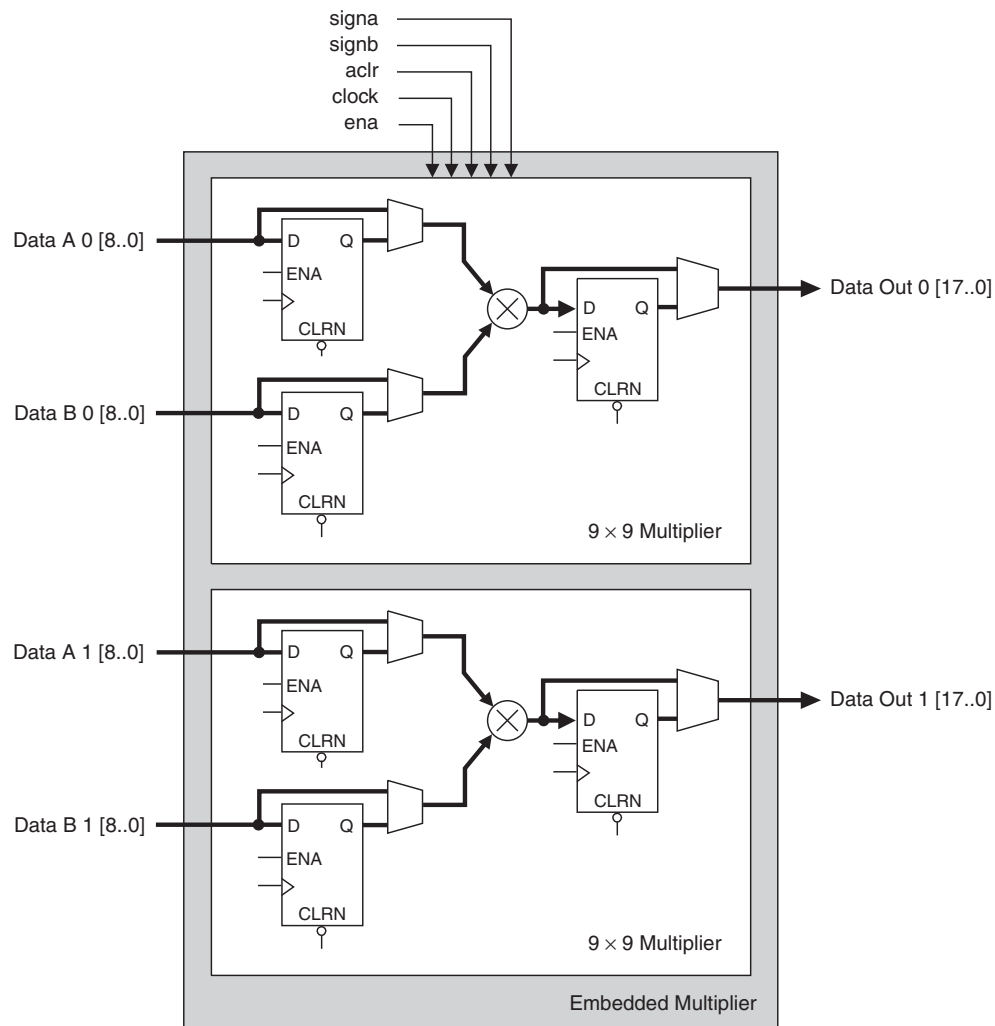 signa
signb
aclr
clock
ena
Data A 0 [8..0]
D Q
ENA
CLRN
Data B 0 [8..0]
D Q
ENA
CLRN
D Q
ENA
CLRN
Data Out 0 [17..0]
9 × 9 Multiplier
Data A 1 [8..0]
D Q
ENA
CLRN
Data B 1 [8..0]
D Q
ENA
CLRN
D Q
ENA
CLRN
Data Out 1 [17..0]
9 × 9 Multiplier
Embedded Multiplier